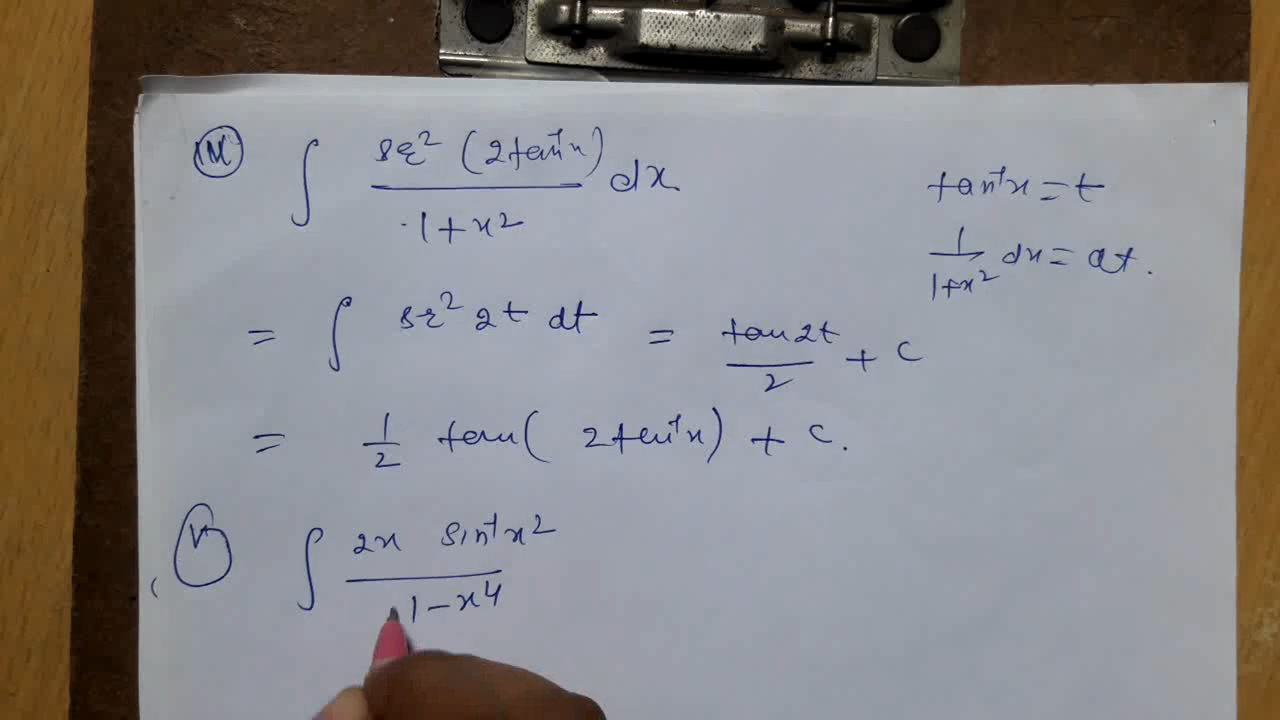 ∫ sec² (2tan⁻¹x) / 1+x² dx
tan⁻¹x = t
1/1+x² dx = dt.
= ∫ sec² 2t dt = tan2t/2 + c
= 1/2 tan( 2tan⁻¹x) + c.
∫ 2x sin⁻¹x² / 1-x⁴